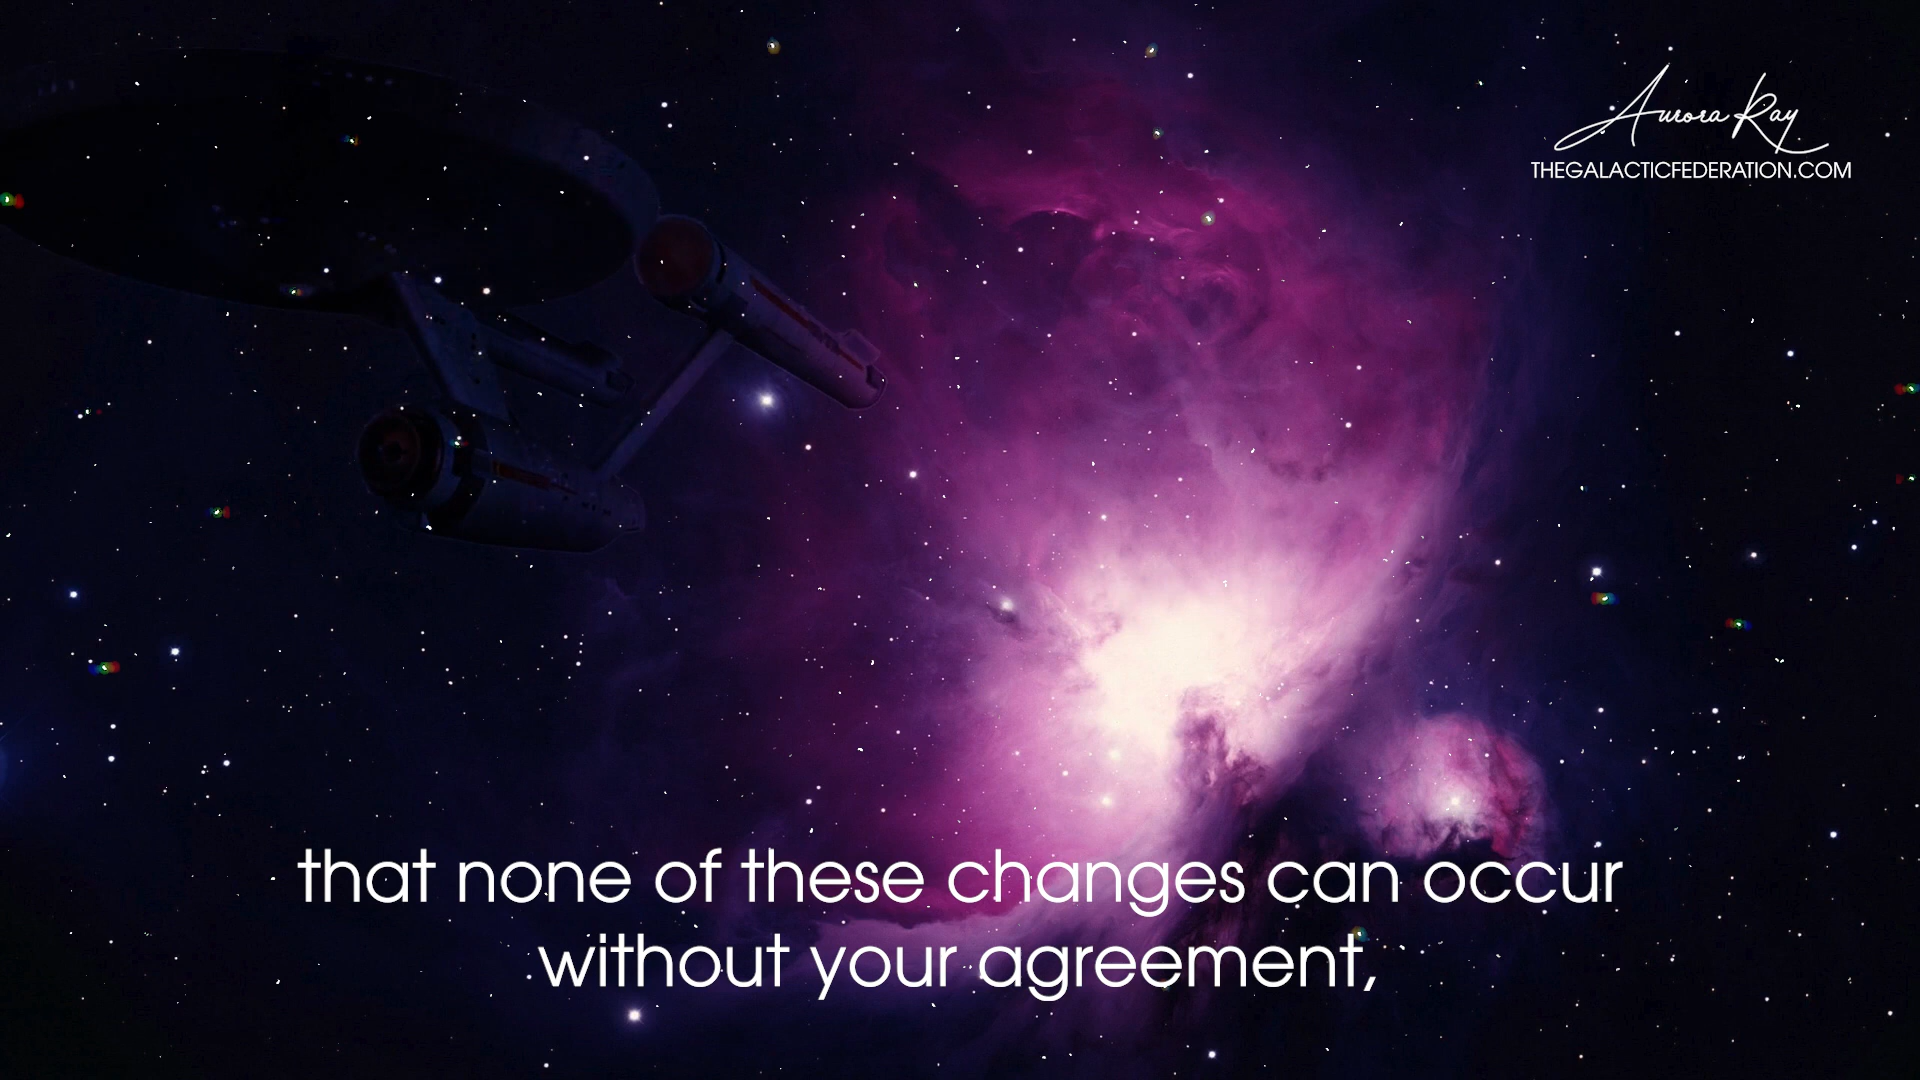 Aurora Ray
THEGALACTICFEDERATION.COM
that none of these changes can occur
without your agreement,